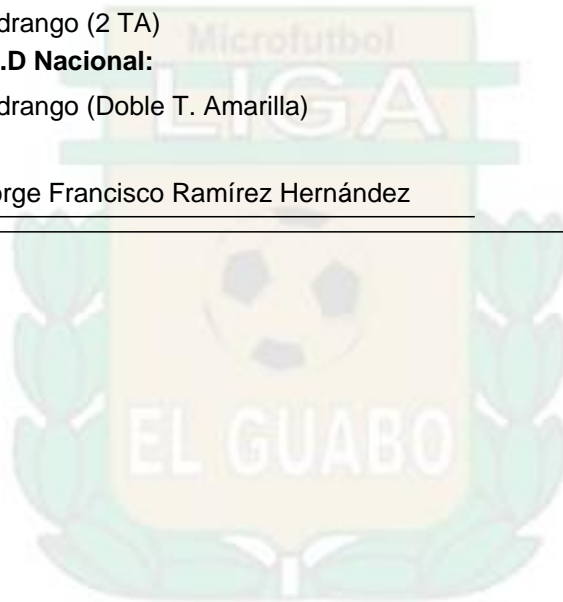 drango (2 TA)
.D Nacional:
drango (Doble T. Amarilla)
orge Francisco Ramírez Hernández
Microfutbol
LIGA
EL GUABO